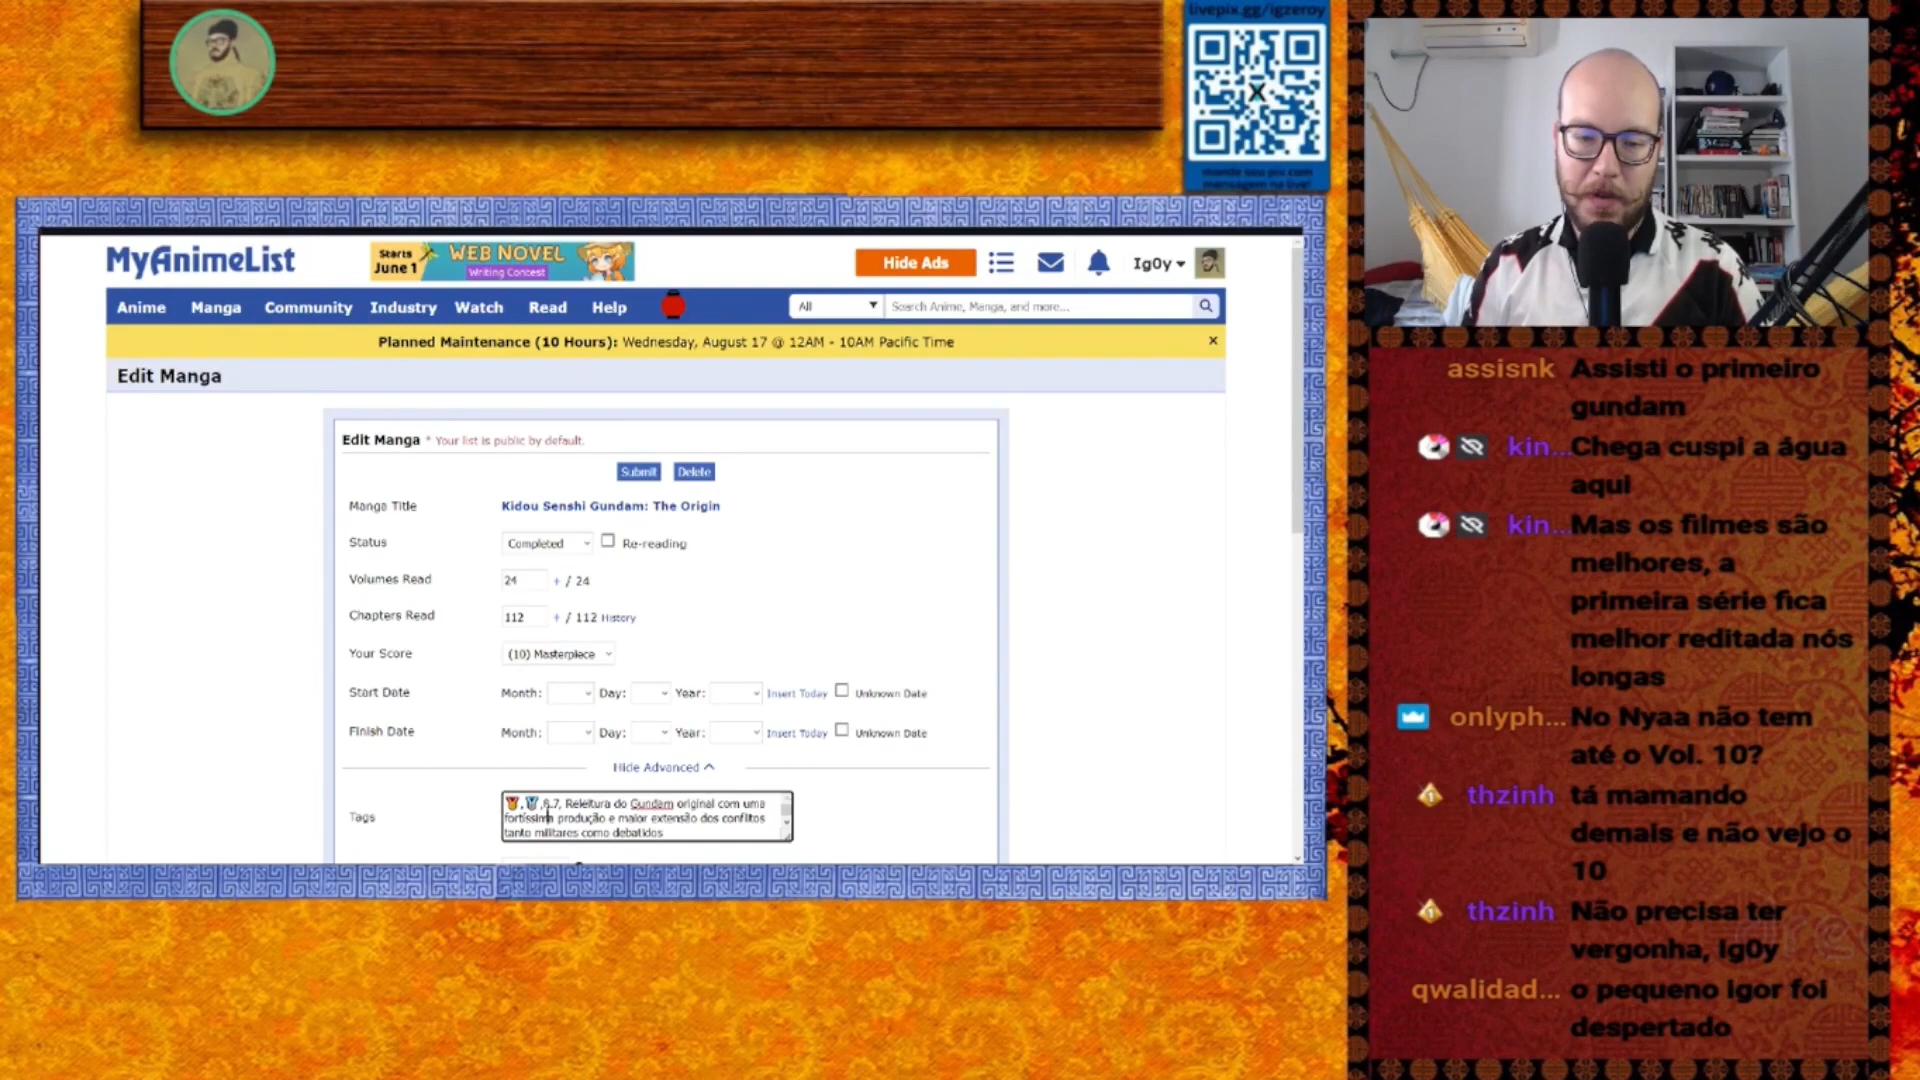 livepix.gg/igzeroy
mande seu pix com
mensagem na live!
MyAnimeList
Starts
June 1
WEB NOVEL
Writing Contest
Hide Ads
Ig0y
Anime Manga Community Industry Watch Read Help
All
Search Anime, Manga, and more...
Planned Maintenance (10 Hours): Wednesday, August 17 @ 12AM - 10AM Pacific Time ×
Edit Manga
Edit Manga * Your list is public by default.
Submit Delete
Manga Title Kidou Senshi Gundam: The Origin
Status Completed Re-reading
Volumes Read 24 + / 24
Chapters Read 112 + / 112 History
Your Score (10) Masterpiece
Start Date Month: Day: Year: Insert Today Unknown Date
Finish Date Month: Day: Year: Insert Today Unknown Date
Hide Advanced
Tags
🏅,🏅,8.7, Releitura do Gundam original com uma
fortíssima produção e maior extensão dos conflitos
tanto militares como debatidos
assisnk Assisti o primeiro
gundam
kin... Chega cuspi a água
aqui
kin... Mas os filmes são
melhores, a
primeira série fica
melhor reditada nós
longas
onlyph... No Nyaa não tem
até o Vol. 10?
thzinh tá mamando
demais e não vejo o
10
thzinh Não precisa ter
vergonha, Ig0y
qwalidad... o pequeno igor foi
despertado